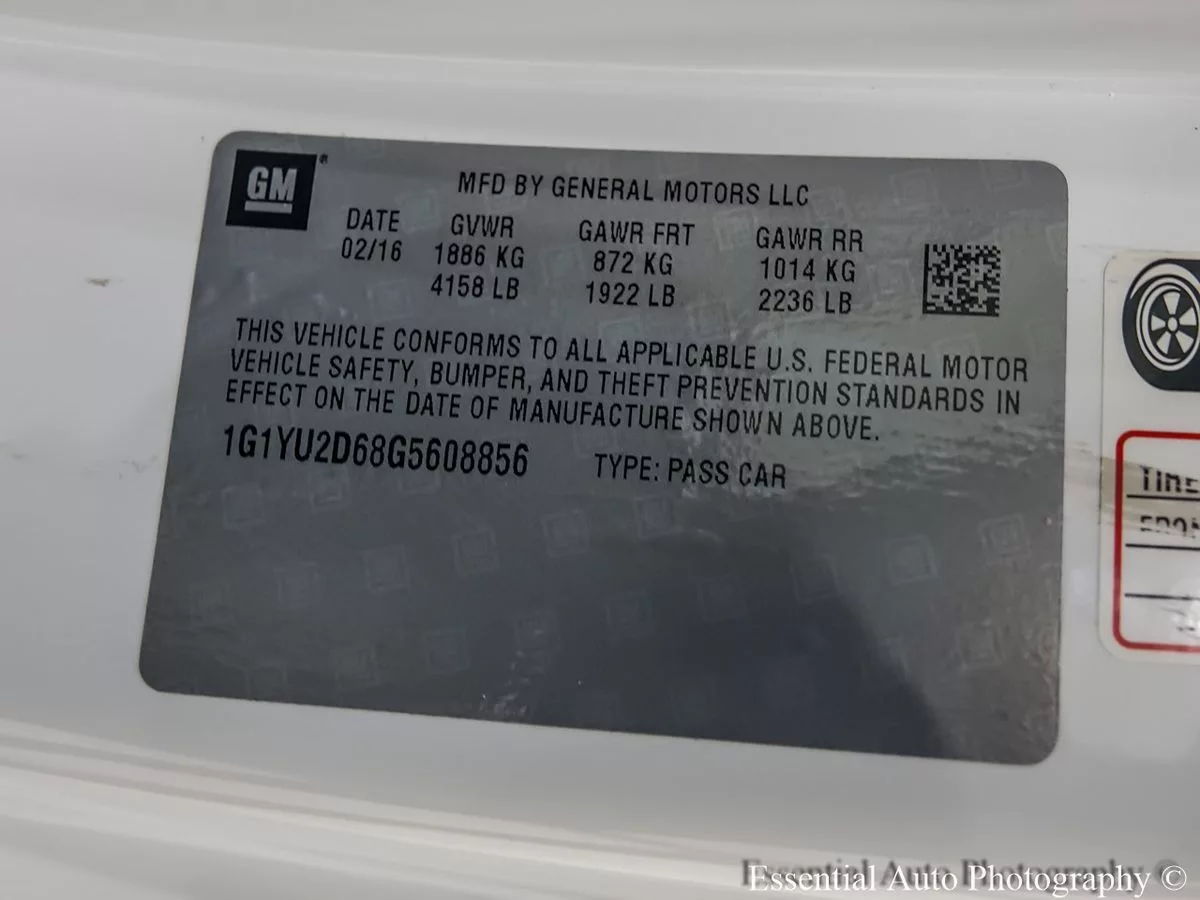 GM
MFD BY GENERAL MOTORS LLC
DATE GVWR GAWR FRT GAWR RR
02/16 1886 KG 872 KG 1014 KG
4158 LB 1922 LB 2236 LB
THIS VEHICLE CONFORMS TO ALL APPLICABLE U.S. FEDERAL MOTOR
VEHICLE SAFETY, BUMPER, AND THEFT PREVENTION STANDARDS IN
EFFECT ON THE DATE OF MANUFACTURE SHOWN ABOVE.
1G1YU2D68G5608856 TYPE: PASS CAR
TIRE
Essential Auto Photography ©